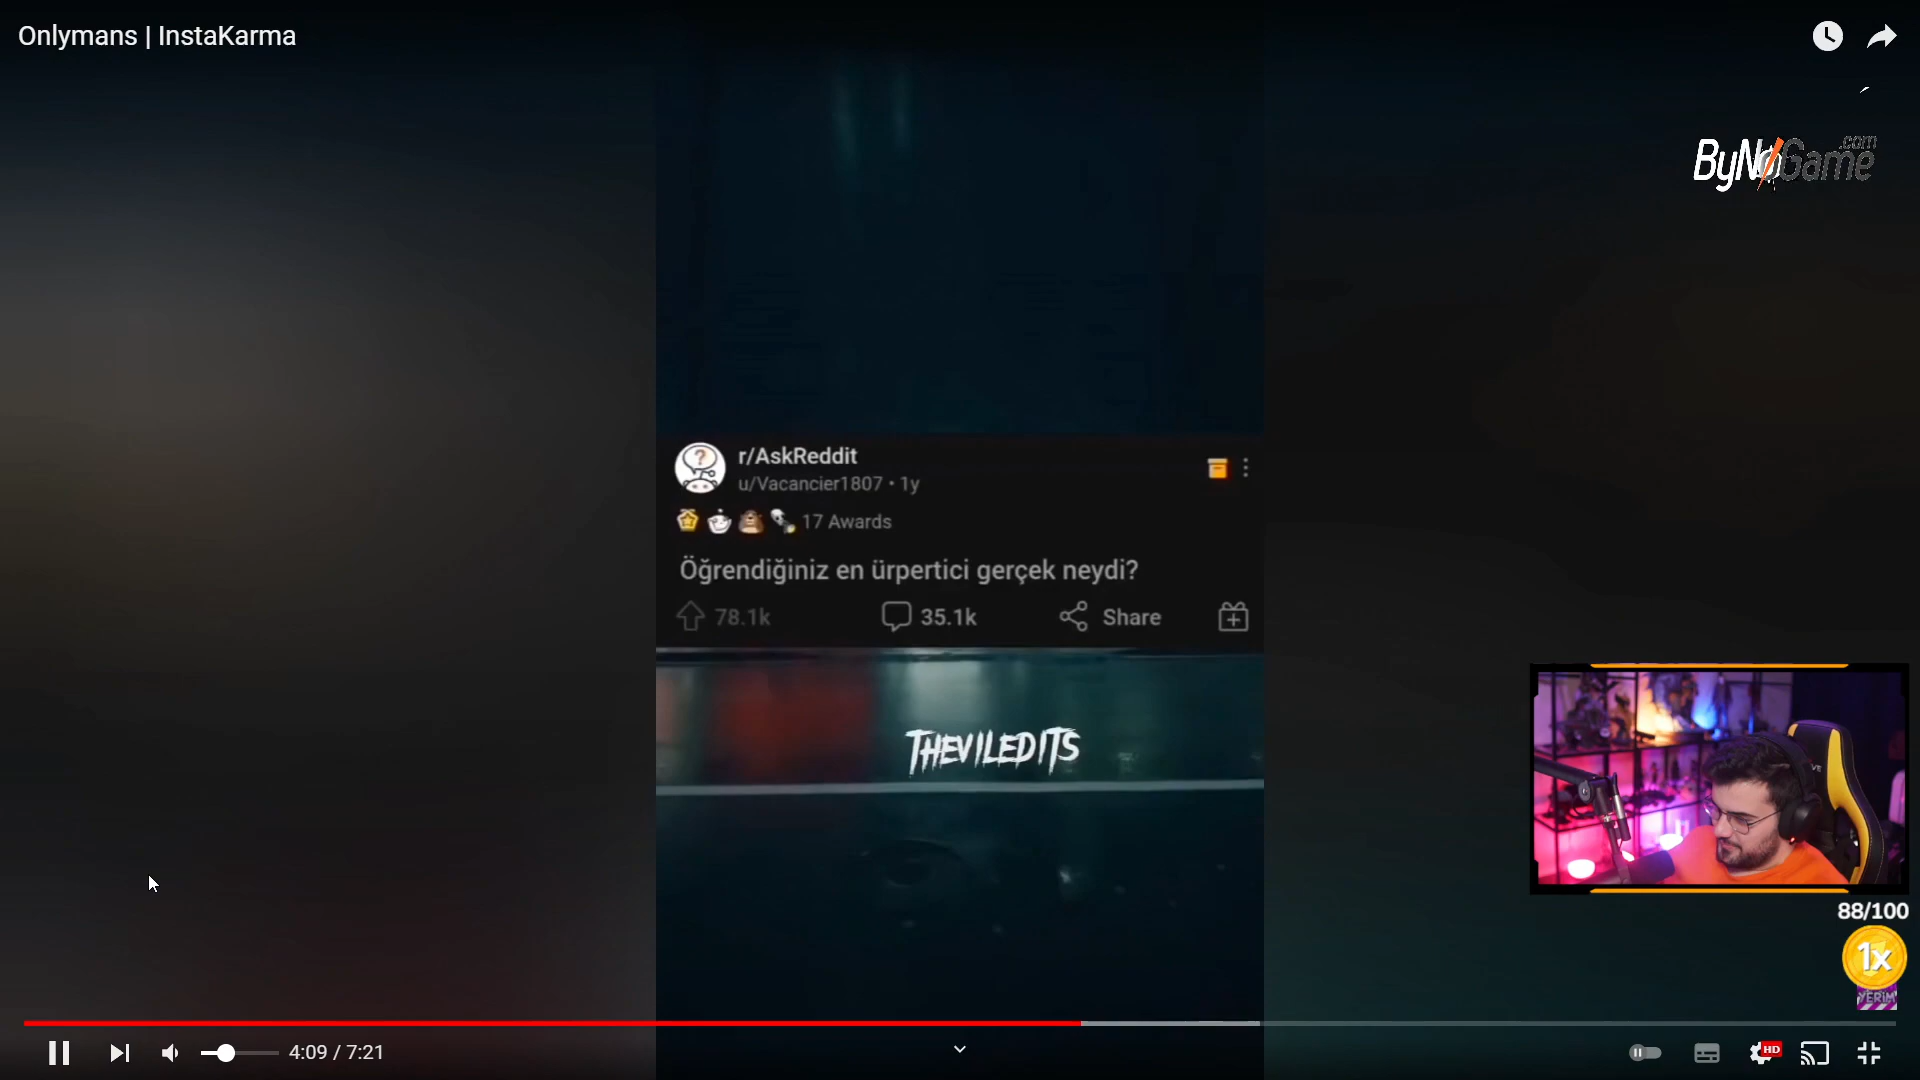 Onlymans | InstaKarma
ByNoGame.com
r/AskReddit
u/Vacancier1807 • 1y
17 Awards
Öğrendiğiniz en ürpertici gerçek neydi?
78.1k
35.1k
Share
THEVILEDITS
88/100
1x
YERİM
4:09 / 7:21
HD